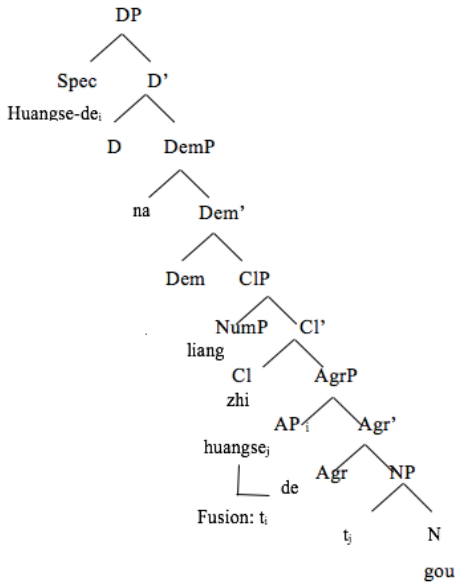 DP
Spec D’
Huangse-deᵢ
D DemP
na Dem’
Dem ClP
NumP Cl’
liang
Cl AgrP
zhi
APᵢ Agr’
huangseⱼ
Agr NP
de
Fusion: tᵢ
tⱼ N
gou